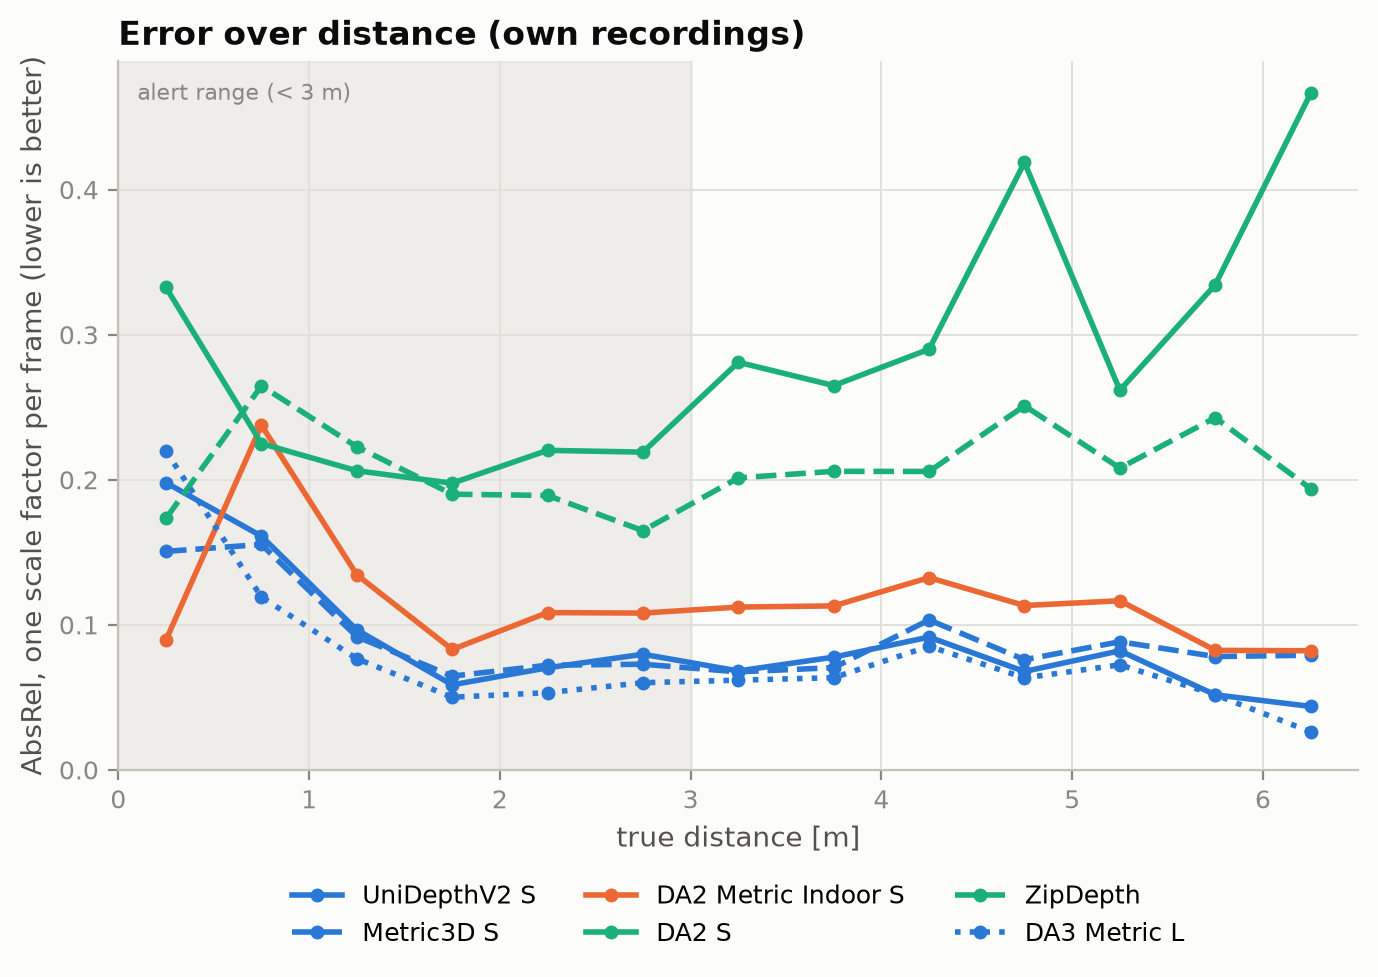 Error over distance (own recordings)
alert range (< 3 m)
AbsRel, one scale factor per frame (lower is better)
0.4
0.3
0.2
0.1
0.0
0 1 2 3 4 5 6
true distance [m]
UniDepthV2 S DA2 Metric Indoor S ZipDepth
Metric3D S DA2 S DA3 Metric L